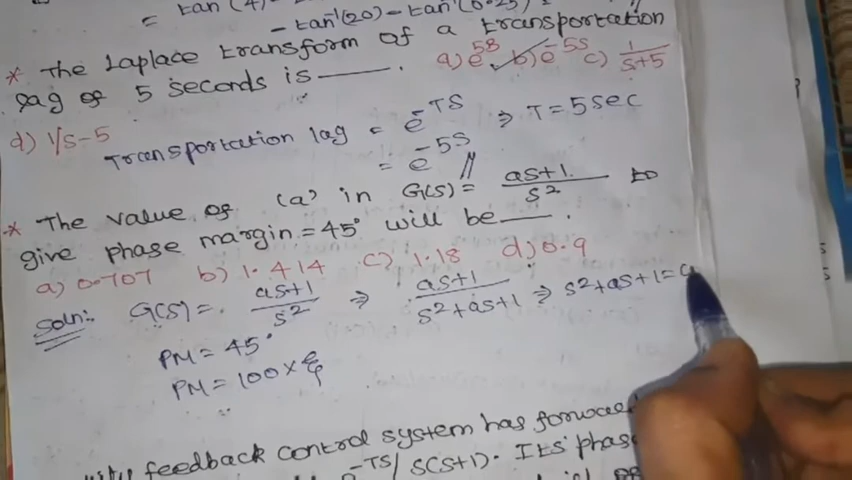 = tan (4)
- tan⁻¹(20) - tan⁻¹(0.25)
* The Laplace transform of a transportation
lag of 5 seconds is ____. a) e^5s b) e^-5s c) 1/(s+5)
d) 1/s-5
Transportation lag = e^-TS ⇒ T = 5 sec
= e^-5s //
* The value of 'a' in G(s) = (as+1)/s² to
give phase margin = 45° will be ____.
a) 0.707 b) 1.414 c) 1.18 d) 0.9
Soln:- G(s) = (as+1)/s² ⇒ (as+1)/(s²+as+1) ⇒ s²+as+1=
PM = 45°
PM = 100 × ξ
feedback control system has forward
e^-TS / s(s+1). Its phase